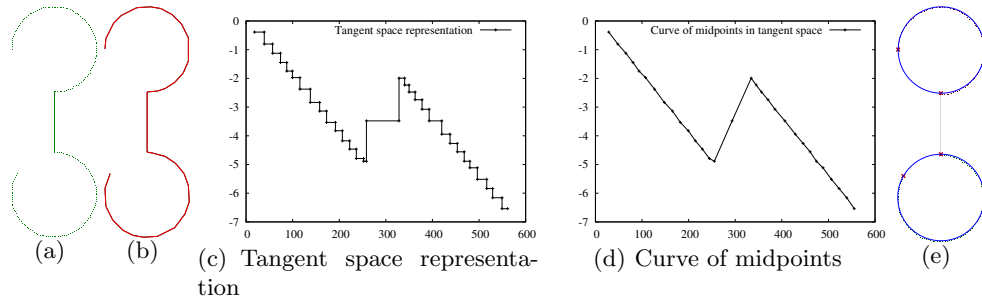 Tangent space representation
0
-1
-2
-3
-4
-5
-6
-7
0 100 200 300 400 500 600
Curve of midpoints in tangent space
0
-1
-2
-3
-4
-5
-6
-7
0 100 200 300 400 500 600
(a) (b)
(c) Tangent space representa-
tion
(d) Curve of midpoints
(e)